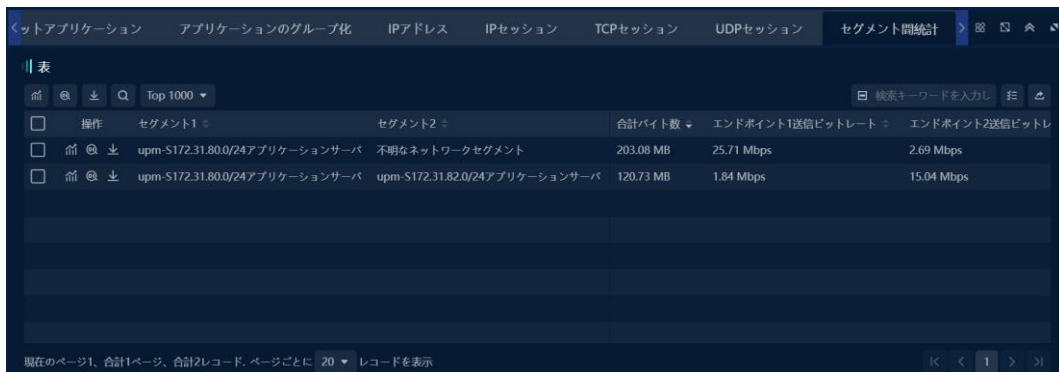 ットアプリケーション アプリケーションのグループ化 IPアドレス IPセッション TCPセッション UDPセッション セグメント間統計
表
Top 1000 検索キーワードを入力し
操作 セグメント1 セグメント2 合計バイト数 エンドポイント1送信ビットレート エンドポイント2送信ビットレ
upm-S172.31.80.0/24アプリケーションサーバ 不明なネットワークセグメント 203.08 MB 25.71 Mbps 2.69 Mbps
upm-S172.31.80.0/24アプリケーションサーバ upm-S172.31.82.0/24アプリケーションサーバ 120.73 MB 1.84 Mbps 15.04 Mbps
現在のページ1、合計1ページ、合計2レコード. ページごとに 20 レコードを表示 1